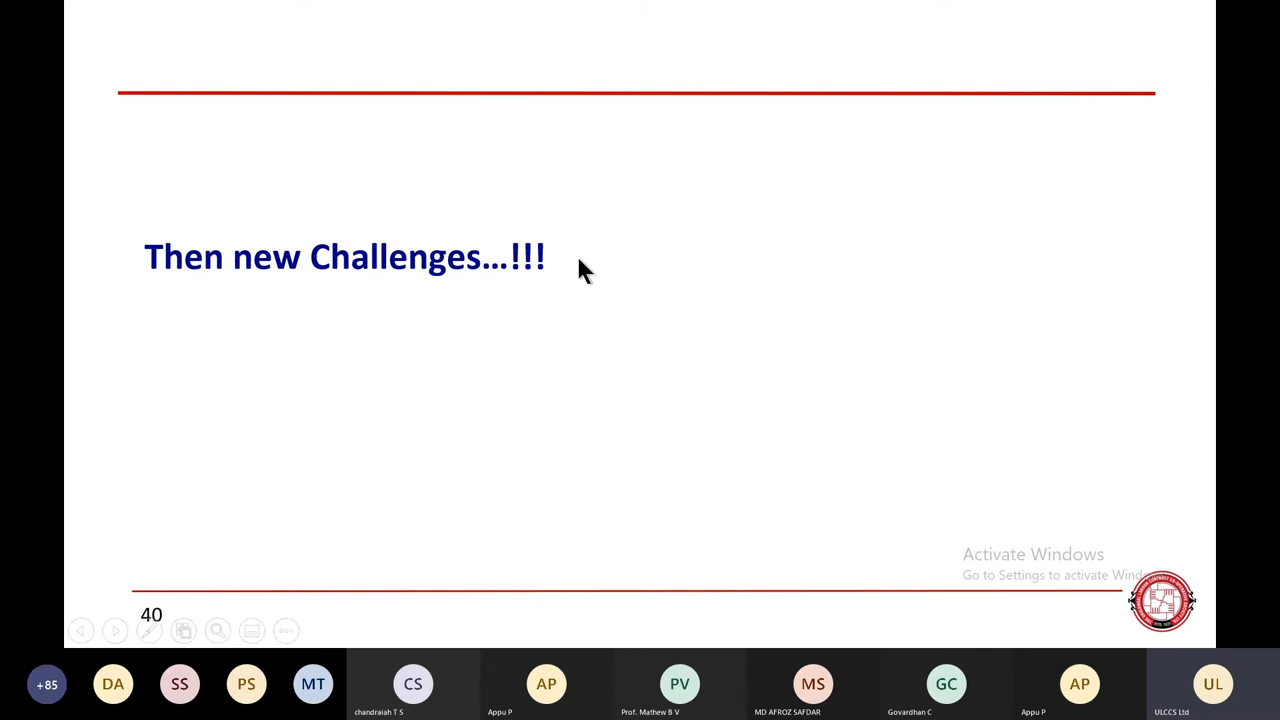 Then new Challenges...!!!
Activate Windows
Go to Settings to activate Wind
40
+85
DA
SS
PS
MT
CS
AP
PV
MS
GC
AP
UL
chandraiah T S
Appu P
Prof. Mathew B V
MD AFROZ SAFDAR
Govardhan C
Appu P
ULCCS Ltd